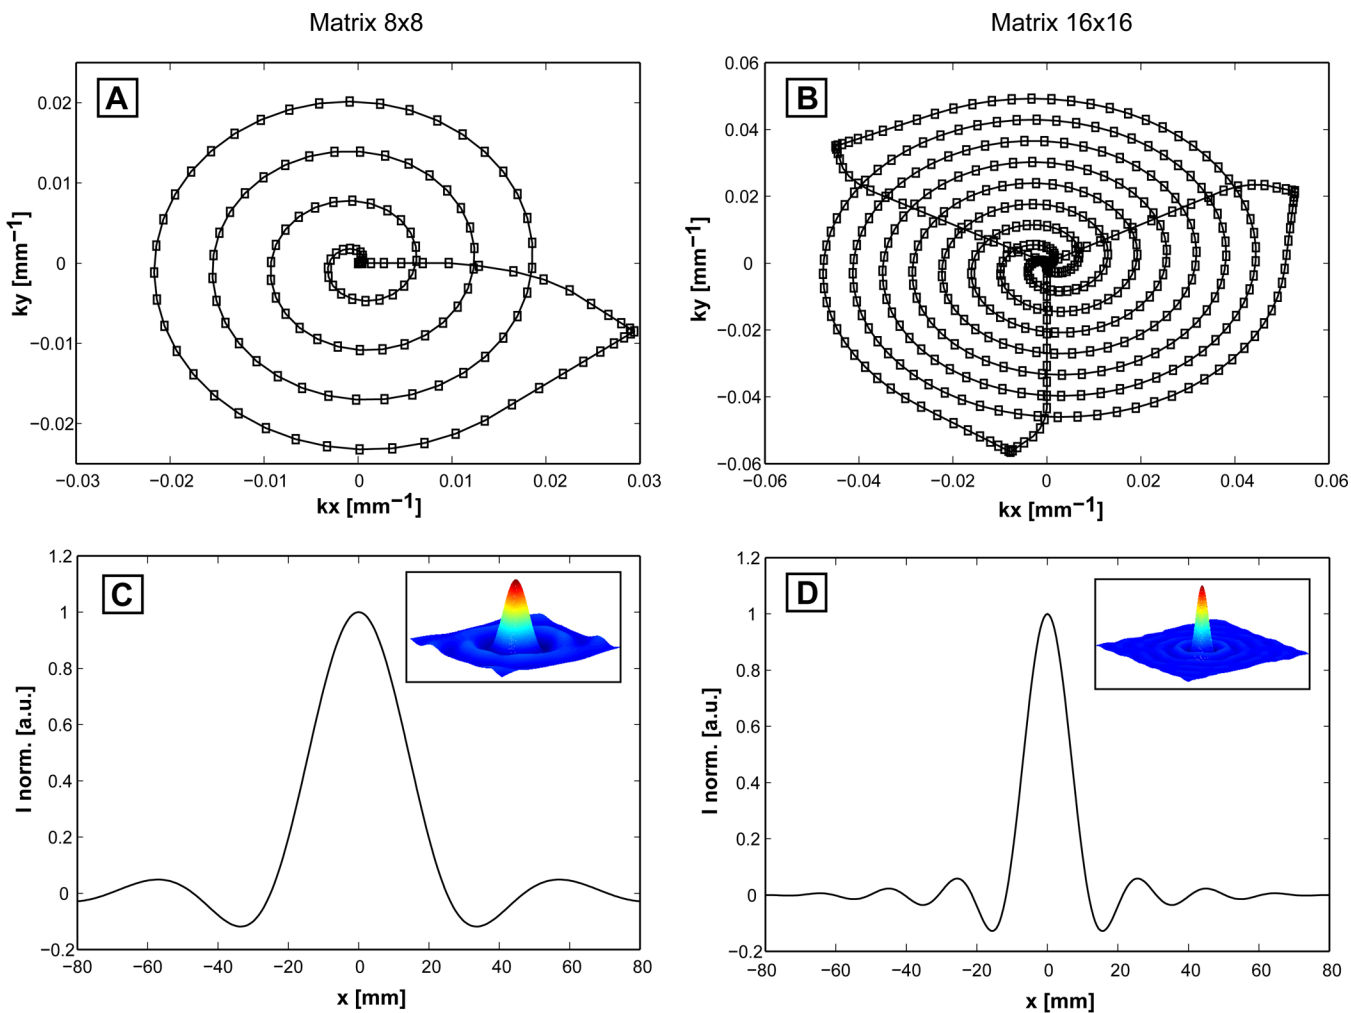 Matrix 8x8
Matrix 16x16
A
0.02
0.01
0
−0.01
−0.02
ky [mm−1]
−0.03 −0.02 −0.01 0 0.01 0.02 0.03
kx [mm−1]
B
0.06
0.04
0.02
0
−0.02
−0.04
−0.06
ky [mm−1]
−0.06 −0.04 −0.02 0 0.02 0.04 0.06
kx [mm−1]
C
1.2
1
0.8
0.6
0.4
0.2
0
−0.2
I norm. [a.u.]
−80 −60 −40 −20 0 20 40 60 80
x [mm]
D
1.2
1
0.8
0.6
0.4
0.2
0
−0.2
I norm. [a.u.]
−80 −60 −40 −20 0 20 40 60 80
x [mm]